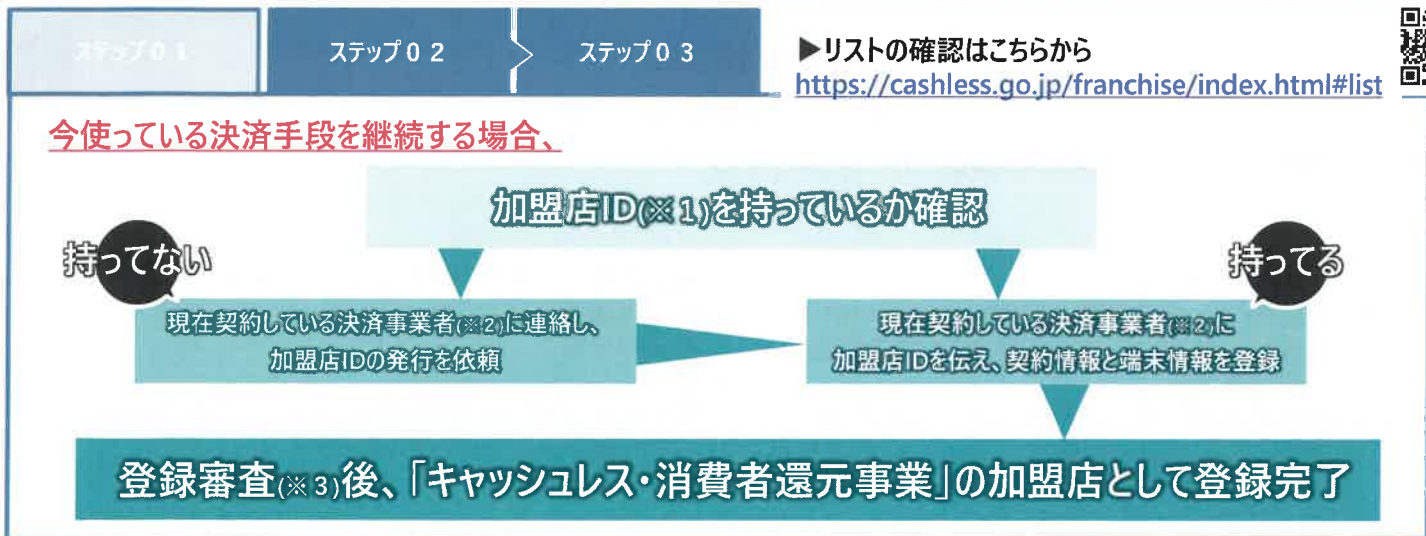 ステップ01
ステップ02
ステップ03
▶リストの確認はこちらから
https://cashless.go.jp/franchise/index.html#list
今使っている決済手段を継続する場合、
加盟店ID(※1)を持っているか確認
持ってない
持ってる
現在契約している決済事業者(※2)に連絡し、
加盟店IDの発行を依頼
現在契約している決済事業者(※2)に
加盟店IDを伝え、契約情報と端末情報を登録
登録審査(※3)後、「キャッシュレス・消費者還元事業」の加盟店として登録完了